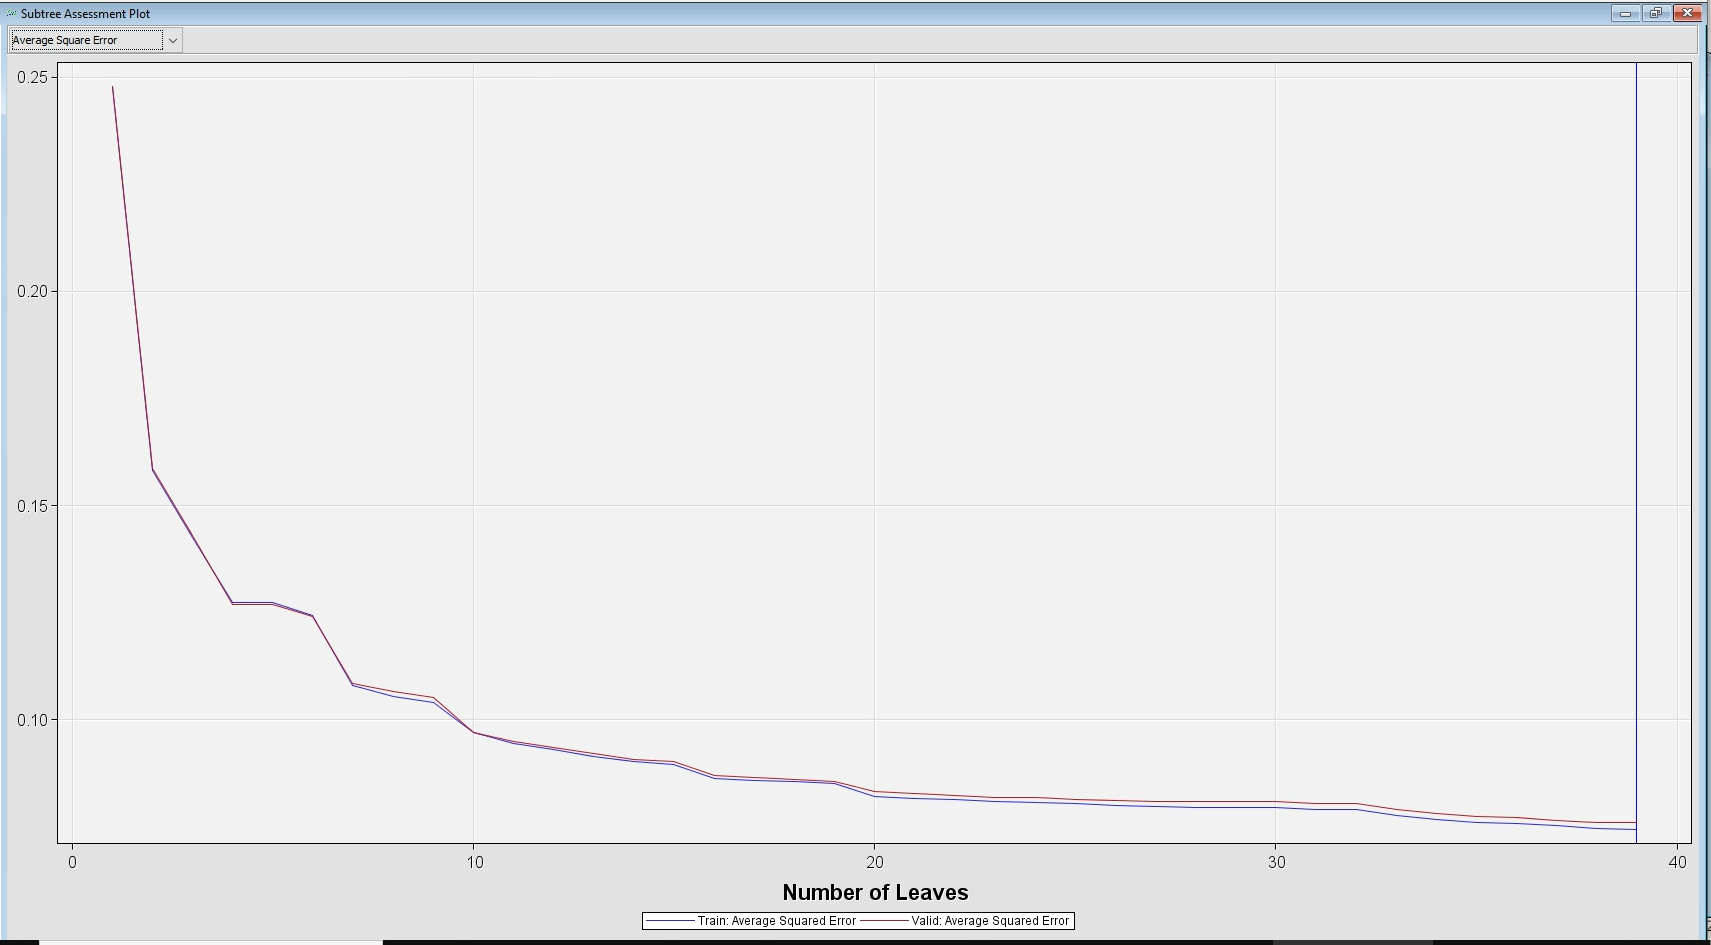 Subtree Assessment Plot
Average Square Error
0.25
0.20
0.15
0.10
0 10 20 30 40
Number of Leaves
Train: Average Squared Error Valid: Average Squared Error